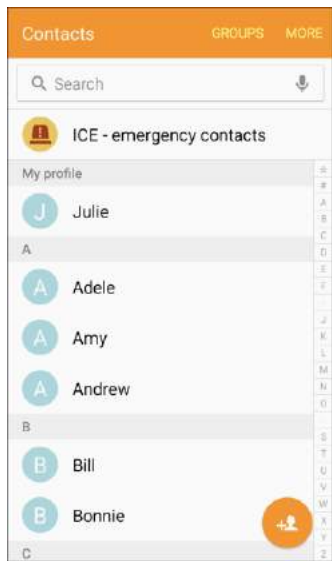 Contacts GROUPS MORE
Search
ICE - emergency contacts
My profile
☆
#
J Julie
A
B
C
A
D
E
A Adele
F
J
A Amy
K
L
M
A Andrew
N
O
B
S
T
B Bill
U
V
W
B Bonnie
X
Y
C
Z